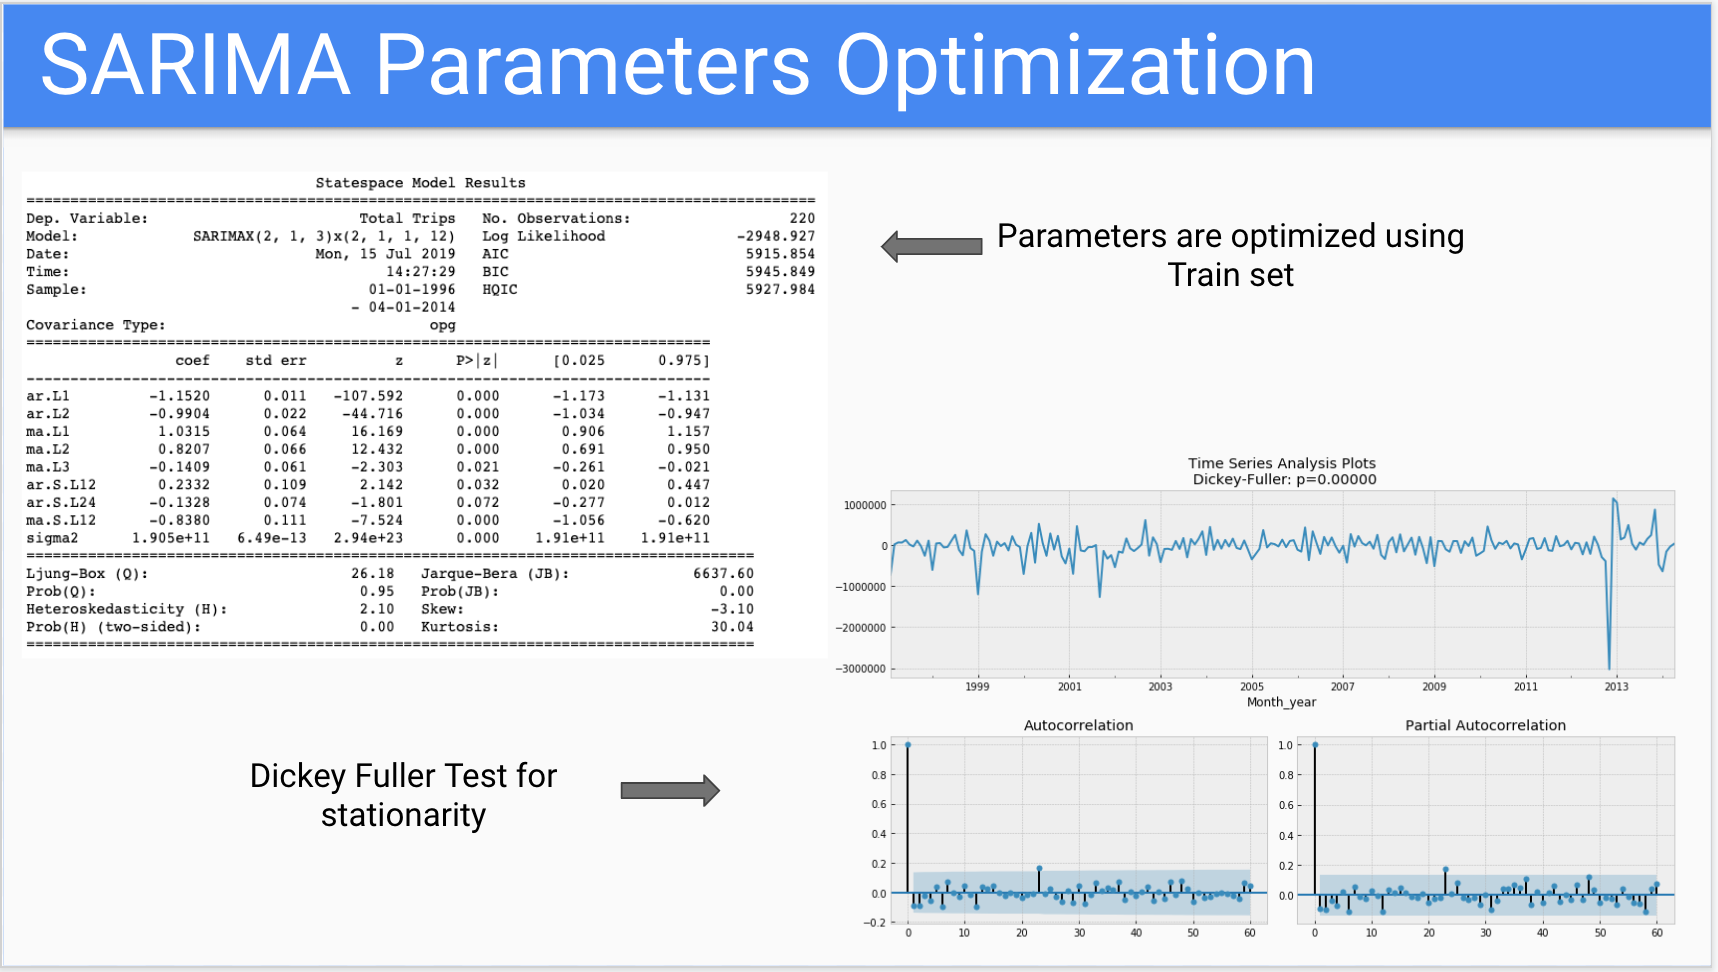 SARIMA Parameters Optimization
Statespace Model Results
==========================================================================================
Dep. Variable: Total Trips No. Observations: 220
Model: SARIMAX(2, 1, 3)x(2, 1, 1, 12) Log Likelihood -2948.927
Date: Mon, 15 Jul 2019 AIC 5915.854
Time: 14:27:29 BIC 5945.849
Sample: 01-01-1996 HQIC 5927.984
- 04-01-2014
Covariance Type: opg
==============================================================================
coef std err z P>|z| [0.025 0.975]
------------------------------------------------------------------------------
ar.L1 -1.1520 0.011 -107.592 0.000 -1.173 -1.131
ar.L2 -0.9904 0.022 -44.716 0.000 -1.034 -0.947
ma.L1 1.0315 0.064 16.169 0.000 0.906 1.157
ma.L2 0.8207 0.066 12.432 0.000 0.691 0.950
ma.L3 -0.1409 0.061 -2.303 0.021 -0.261 -0.021
ar.S.L12 0.2332 0.109 2.142 0.032 0.020 0.447
ar.S.L24 -0.1328 0.074 -1.801 0.072 -0.277 0.012
ma.S.L12 -0.8380 0.111 -7.524 0.000 -1.056 -0.620
sigma2 1.905e+11 6.49e-13 2.94e+23 0.000 1.91e+11 1.91e+11
===================================================================================
Ljung-Box (Q): 26.18 Jarque-Bera (JB): 6637.60
Prob(Q): 0.95 Prob(JB): 0.00
Heteroskedasticity (H): 2.10 Skew: -3.10
Prob(H) (two-sided): 0.00 Kurtosis: 30.04
===================================================================================
Parameters are optimized using
Train set
Dickey Fuller Test for
stationarity
Time Series Analysis Plots
Dickey-Fuller: p=0.00000
1000000
0
−1000000
−2000000
−3000000
1999 2001 2003 2005 2007 2009 2011 2013
Month_year
Autocorrelation
1.0
0.8
0.6
0.4
0.2
0.0
−0.2
0 10 20 30 40 50 60
Partial Autocorrelation
1.0
0.8
0.6
0.4
0.2
0.0
0 10 20 30 40 50 60